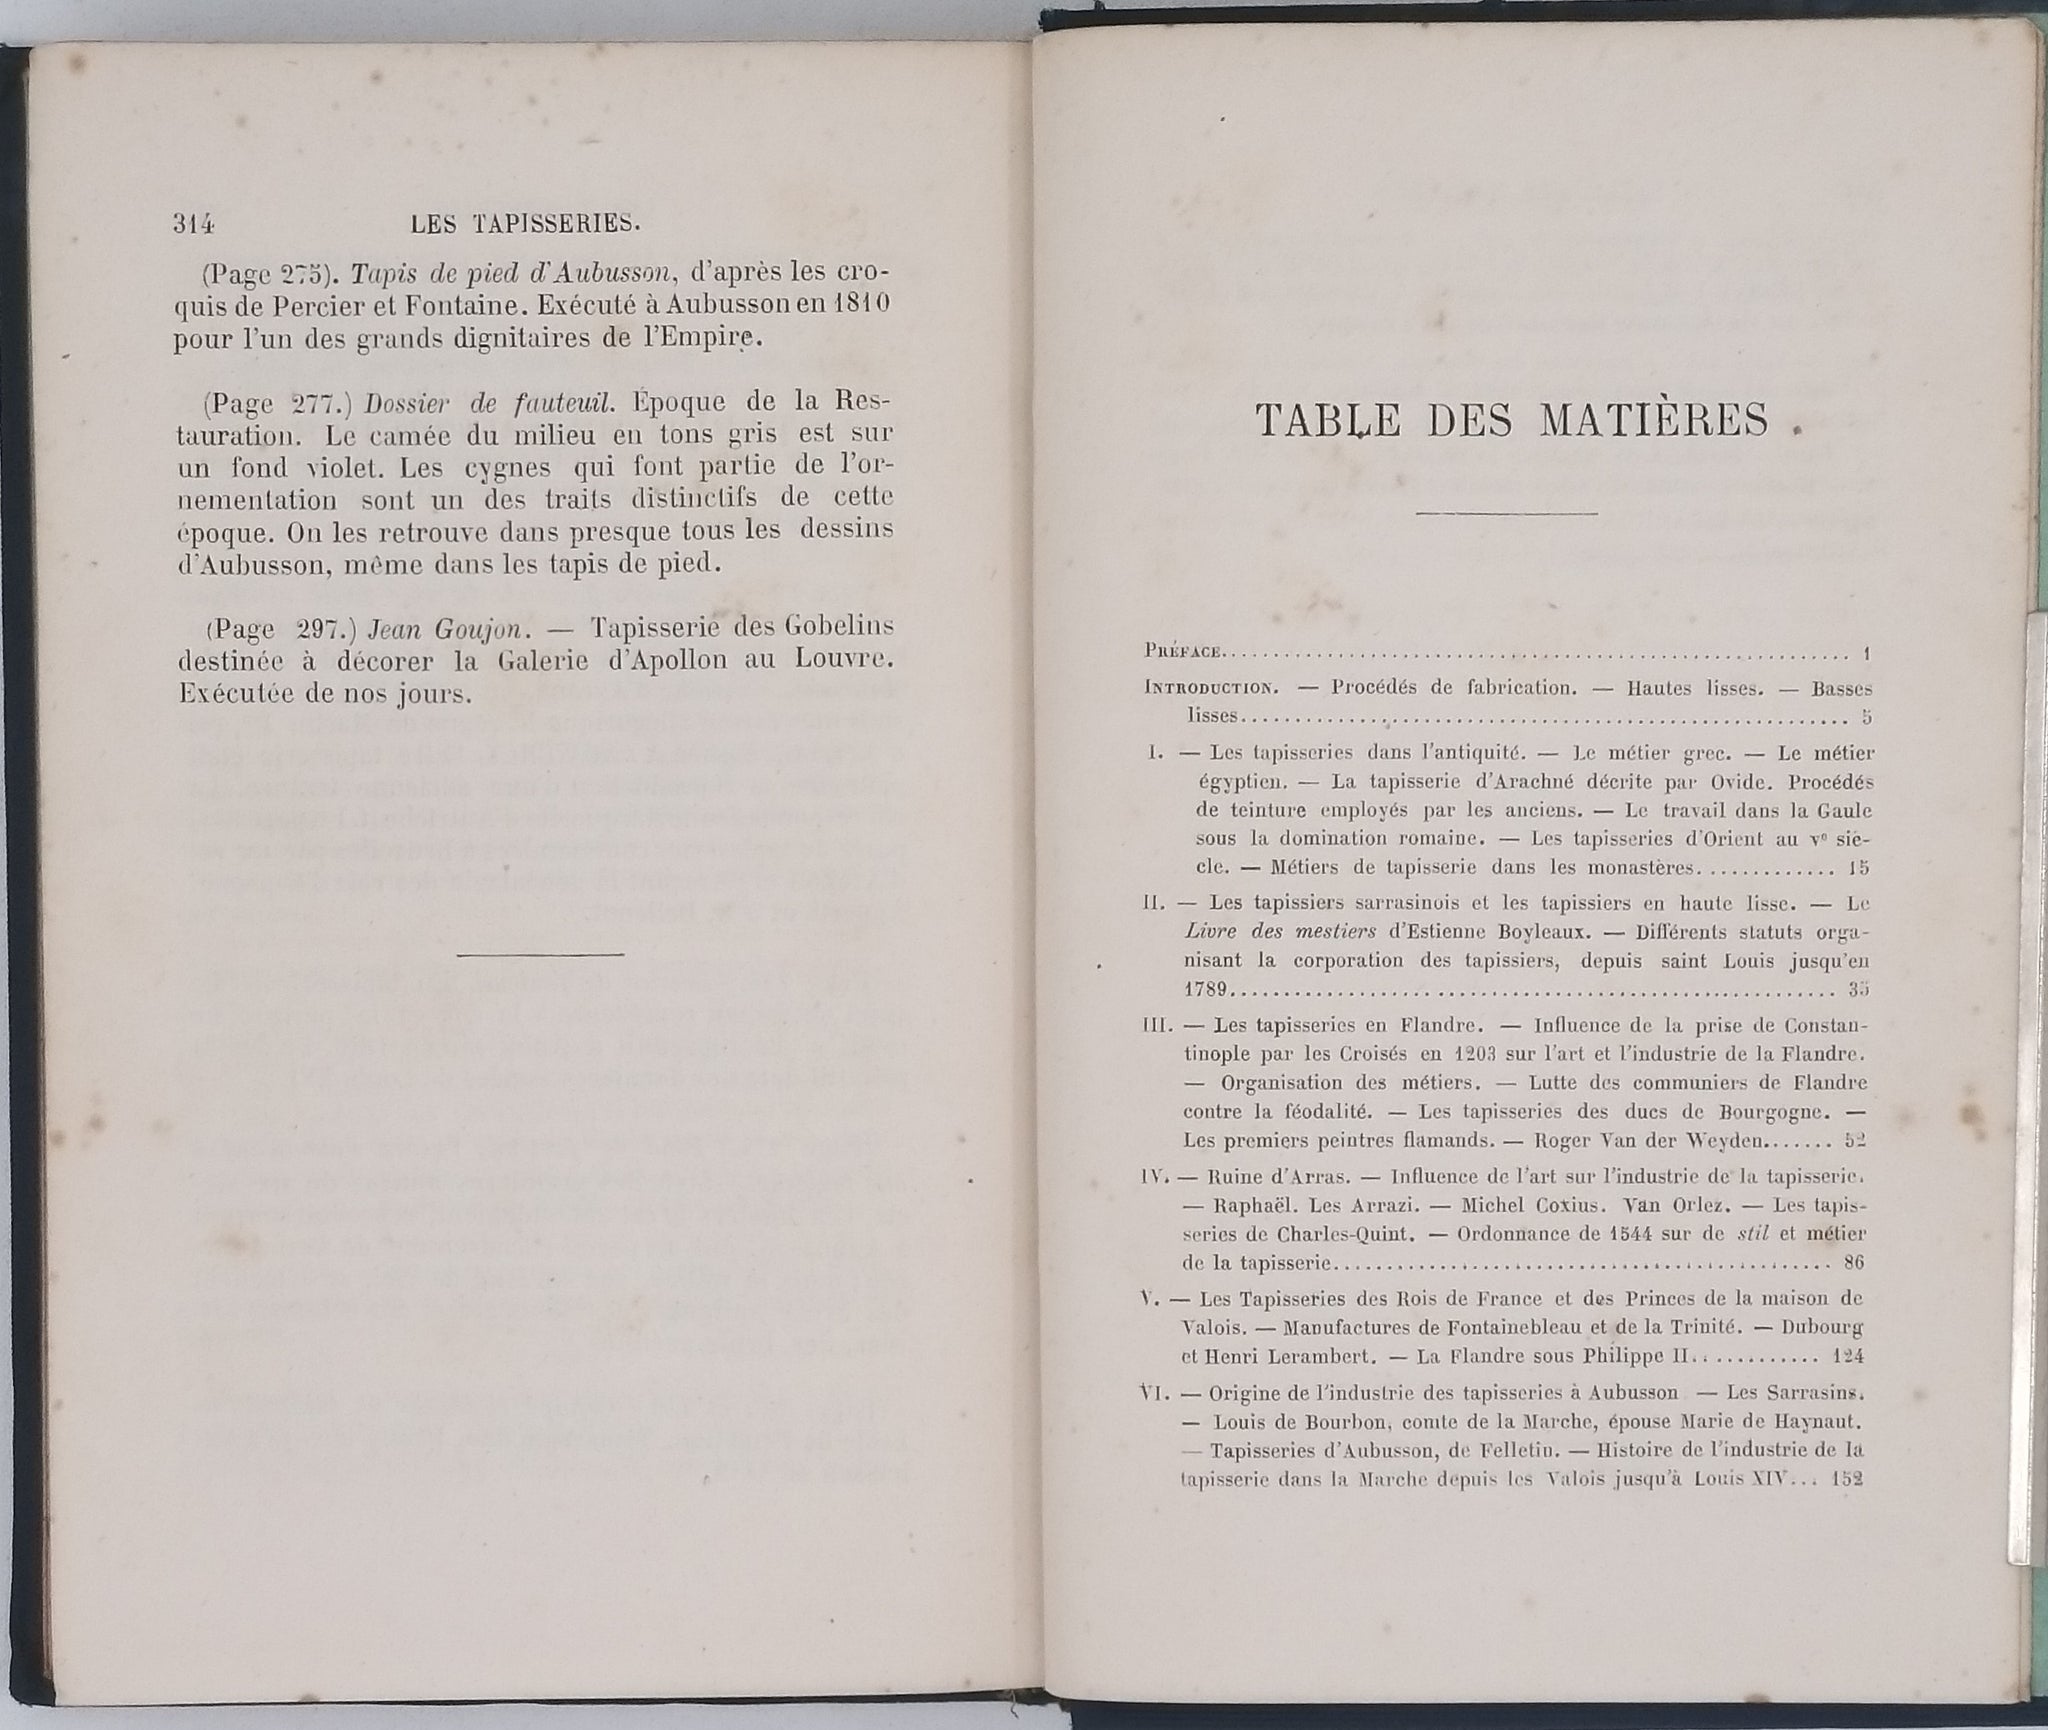 314 LES TAPISSERIES.
(Page 275). Tapis de pied d'Aubusson, d'après les cro-
quis de Percier et Fontaine. Exécuté à Aubusson en 1810
pour l'un des grands dignitaires de l'Empire.
(Page 277.) Dossier de fauteuil. Époque de la Res-
tauration. Le camée du milieu en tons gris est sur
un fond violet. Les cygnes qui font partie de l'or-
nementation sont un des traits distinctifs de cette
époque. On les retrouve dans presque tous les dessins
d'Aubusson, même dans les tapis de pied.
(Page 297.) Jean Goujon. — Tapisserie des Gobelins
destinée à décorer la Galerie d'Apollon au Louvre.
Exécutée de nos jours.
TABLE DES MATIÈRES.
PRÉFACE.......... 1
INTRODUCTION. — Procédés de fabrication. — Hautes lisses. — Basses
lisses.......... 5
I. — Les tapisseries dans l'antiquité. — Le métier grec. — Le métier
égyptien. — La tapisserie d'Arachné décrite par Ovide. Procédés
de teinture employés par les anciens. — Le travail dans la Gaule
sous la domination romaine. — Les tapisseries d'Orient au Ve siè-
cle. — Métiers de tapisserie dans les monastères.......... 15
II. — Les tapissiers sarrasinois et les tapissiers en haute lisse. — Le
Livre des mestiers d'Estienne Boyleaux. — Différents statuts orga-
nisant la corporation des tapissiers, depuis saint Louis jusqu'en
1789.......... 35
III. — Les tapisseries en Flandre. — Influence de la prise de Constan-
tinople par les Croisés en 1203 sur l'art et l'industrie de la Flandre.
— Organisation des métiers. — Lutte des communiers de Flandre
contre la féodalité. — Les tapisseries des ducs de Bourgogne. —
Les premiers peintres flamands. — Roger Van der Weyden....... 52
IV. — Ruine d'Arras. — Influence de l'art sur l'industrie de la tapisserie.
— Raphaël. Les Arrazi. — Michel Coxius. Van Orlez. — Les tapis-
series de Charles-Quint. — Ordonnance de 1544 sur de stil et métier
de la tapisserie.......... 86
V. — Les Tapisseries des Rois de France et des Princes de la maison de
Valois. — Manufactures de Fontainebleau et de la Trinité. — Dubourg
et Henri Lerambert. — La Flandre sous Philippe II.......... 124
VI. — Origine de l'industrie des tapisseries à Aubusson — Les Sarrasins.
— Louis de Bourbon, comte de la Marche, épouse Marie de Haynaut.
— Tapisseries d'Aubusson, de Felletin. — Histoire de l'industrie de la
tapisserie dans la Marche depuis les Valois jusqu'à Louis XIV... 152